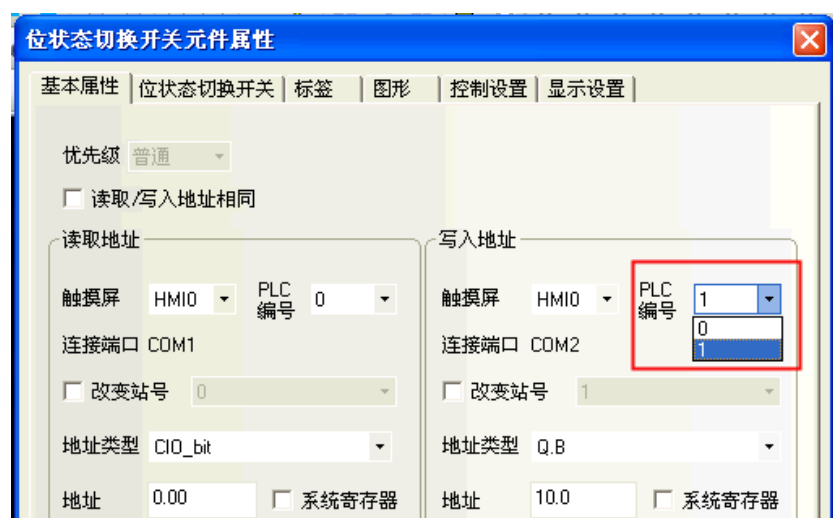 位状态切换开关元件属性
基本属性 位状态切换开关 标签 图形 控制设置 显示设置
优先级 普通
读取/写入地址相同
读取地址
触摸屏 HMI0 PLC编号 0
连接端口 COM1
改变站号 0
地址类型 CIO_bit
地址 0.00 系统寄存器
写入地址
触摸屏 HMI0 PLC编号 1
0
1
连接端口 COM2
改变站号 1
地址类型 Q.B
地址 10.0 系统寄存器